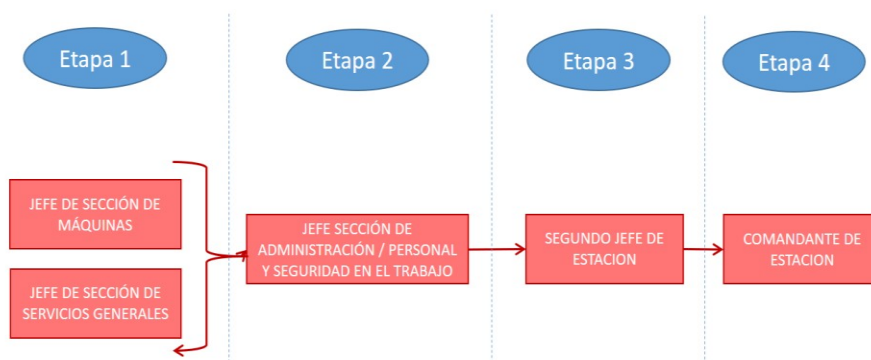 Etapa 1
Etapa 2
Etapa 3
Etapa 4
JEFE DE SECCIÓN DE
MÁQUINAS
JEFE DE SECCIÓN DE
SERVICIOS GENERALES
JEFE SECCIÓN DE
ADMINISTRACIÓN / PERSONAL
Y SEGURIDAD EN EL TRABAJO
SEGUNDO JEFE DE
ESTACION
COMANDANTE DE
ESTACION